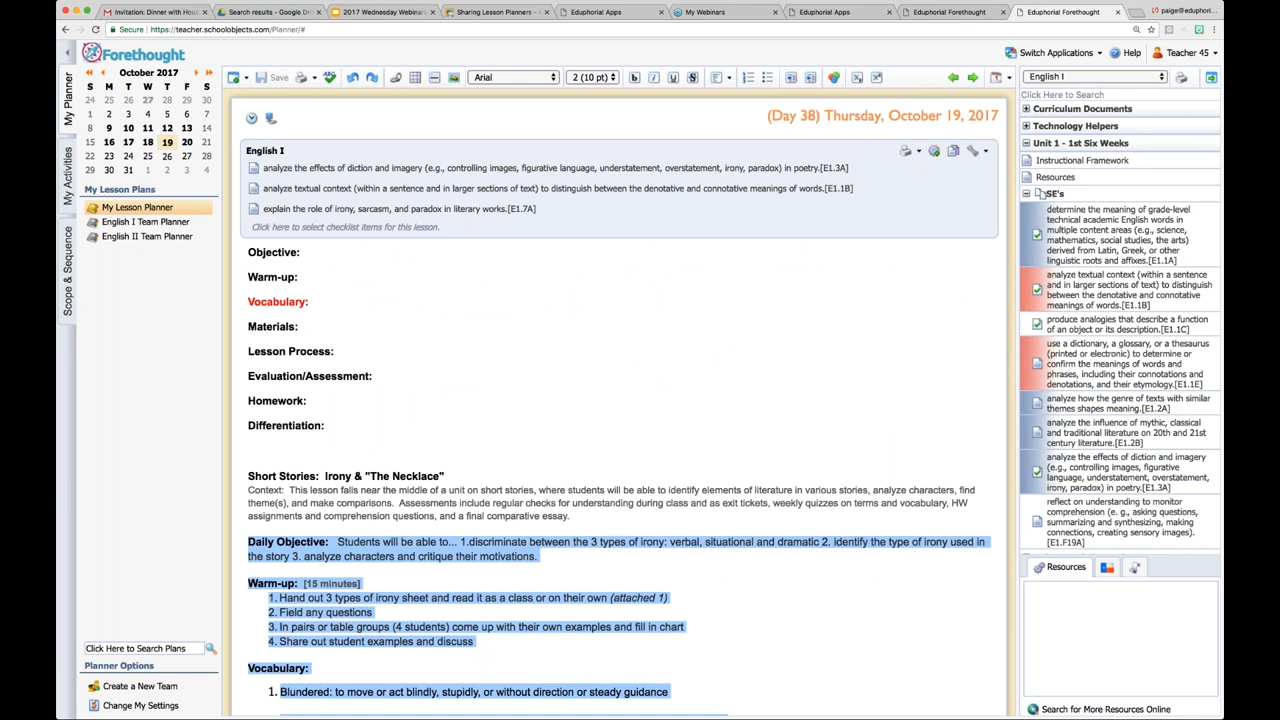 Invitation: Dinner with Hous
Search results - Google Dri
2017 Wednesday Webinars
Sharing Lesson Planners -
Eduphoria! Apps
My Webinars
Eduphoria! Apps
Eduphoria! Forethought
Eduphoria! Forethought
paige@eduphori
Secure | https://teacher.schoolobjects.com/Planner/#
Forethought
Switch Applications
Help
Teacher 45
My Planner
My Activities
Scope & Sequence
October 2017
S M T W T F S
24 25 26 27 28 29 30
1 2 3 4 5 6 7
8 9 10 11 12 13 14
15 16 17 18 19 20 21
22 23 24 25 26 27 28
29 30 31 1 2 3 4
My Lesson Plans
My Lesson Planner
English I Team Planner
English II Team Planner
Click Here to Search Plans
Planner Options
Create a New Team
Change My Settings
Save
Arial
2 (10 pt)
b
i
U
S
(Day 38) Thursday, October 19, 2017
English I
analyze the effects of diction and imagery (e.g., controlling images, figurative language, understatement, overstatement, irony, paradox) in poetry.[E1.3A]
analyze textual context (within a sentence and in larger sections of text) to distinguish between the denotative and connotative meanings of words.[E1.1B]
explain the role of irony, sarcasm, and paradox in literary works.[E1.7A]
Click here to select checklist items for this lesson.
Objective:
Warm-up:
Vocabulary:
Materials:
Lesson Process:
Evaluation/Assessment:
Homework:
Differentiation:
Short Stories: Irony & "The Necklace"
Context: This lesson falls near the middle of a unit on short stories, where students will be able to identify elements of literature in various stories, analyze characters, find
theme(s), and make comparisons. Assessments include regular checks for understanding during class and as exit tickets, weekly quizzes on terms and vocabulary, HW
assignments and comprehension questions, and a final comparative essay.
Daily Objective: Students will be able to... 1.discriminate between the 3 types of irony: verbal, situational and dramatic 2. identify the type of irony used in
the story 3. analyze characters and critique their motivations.
Warm-up: [15 minutes]
1. Hand out 3 types of irony sheet and read it as a class or on their own (attached 1)
2. Field any questions
3. In pairs or table groups (4 students) come up with their own examples and fill in chart
4. Share out student examples and discuss
Vocabulary:
1. Blundered: to move or act blindly, stupidly, or without direction or steady guidance
English I
Click Here to Search
Curriculum Documents
Technology Helpers
Unit 1 - 1st Six Weeks
Instructional Framework
Resources
SE's
determine the meaning of grade-level
technical academic English words in
multiple content areas (e.g., science,
mathematics, social studies, the arts)
derived from Latin, Greek, or other
linguistic roots and affixes.[E1.1A]
analyze textual context (within a sentence
and in larger sections of text) to distinguish
between the denotative and connotative
meanings of words.[E1.1B]
produce analogies that describe a function
of an object or its description.[E1.1C]
use a dictionary, a glossary, or a thesaurus
(printed or electronic) to determine or
confirm the meanings of words and
phrases, including their connotations and
denotations, and their etymology.[E1.1E]
analyze how the genre of texts with similar
themes shapes meaning.[E1.2A]
analyze the influence of mythic, classical
and traditional literature on 20th and 21st
century literature.[E1.2B]
analyze the effects of diction and imagery
(e.g., controlling images, figurative
language, understatement, overstatement,
irony, paradox) in poetry.[E1.3A]
reflect on understanding to monitor
comprehension (e. g., asking questions,
summarizing and synthesizing, making
connections, creating sensory images).
[E1.F19A]
Resources
Search for More Resources Online